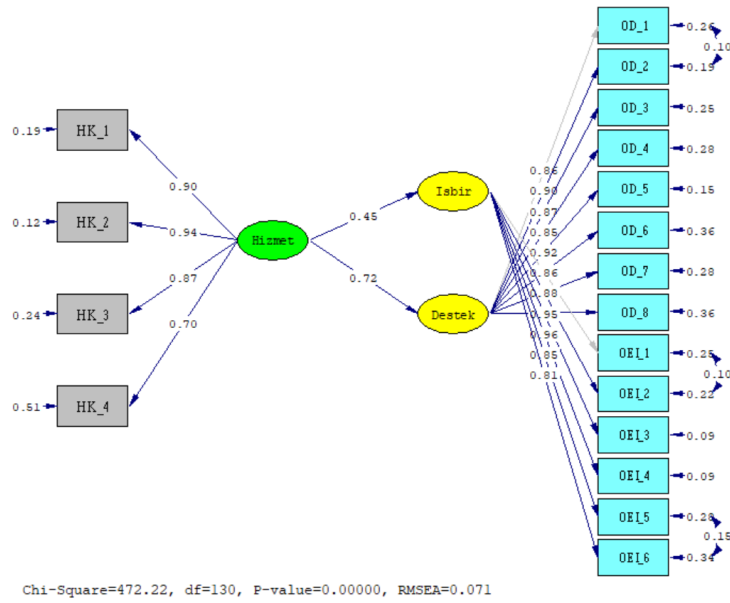 0.19
HK_1
0.12
HK_2
0.24
HK_3
0.51
HK_4
0.90
0.94
0.87
0.70
Hizmet
0.45
0.72
Isbir
Destek
0.86
0.90
0.87
0.85
0.92
0.86
0.88
0.95
0.96
0.85
0.81
OD_1
0.26
0.10
OD_2
0.19
OD_3
0.25
OD_4
0.28
OD_5
0.15
OD_6
0.36
OD_7
0.28
OD_8
0.36
OEI_1
0.25
0.10
OEI_2
0.22
OEI_3
0.09
OEI_4
0.09
OEI_5
0.28
0.15
OEI_6
0.34
Chi-Square=472.22, df=130, P-value=0.00000, RMSEA=0.071